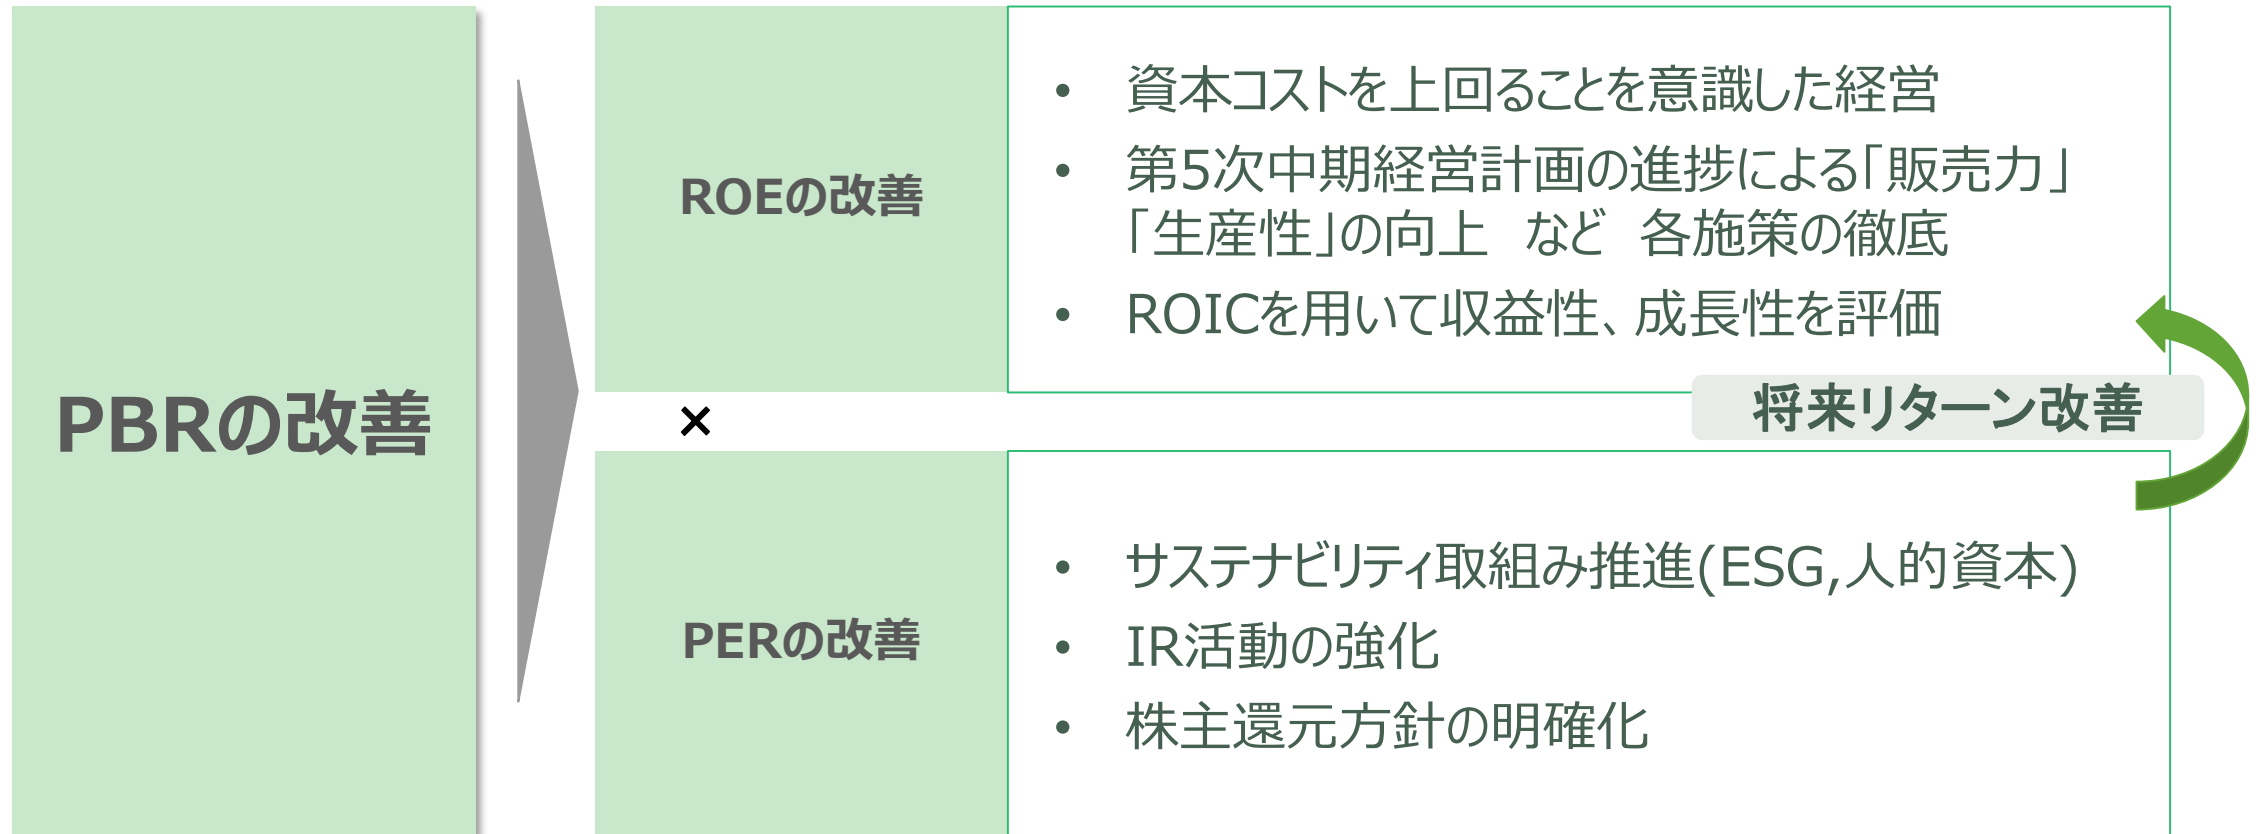 PBRの改善
ROEの改善
• 資本コストを上回ることを意識した経営
• 第5次中期経営計画の進捗による「販売力」
「生産性」の向上　など　各施策の徹底
• ROICを用いて収益性、成長性を評価
×
将来リターン改善
PERの改善
• サステナビリティ取組み推進(ESG,人的資本)
• IR活動の強化
• 株主還元方針の明確化